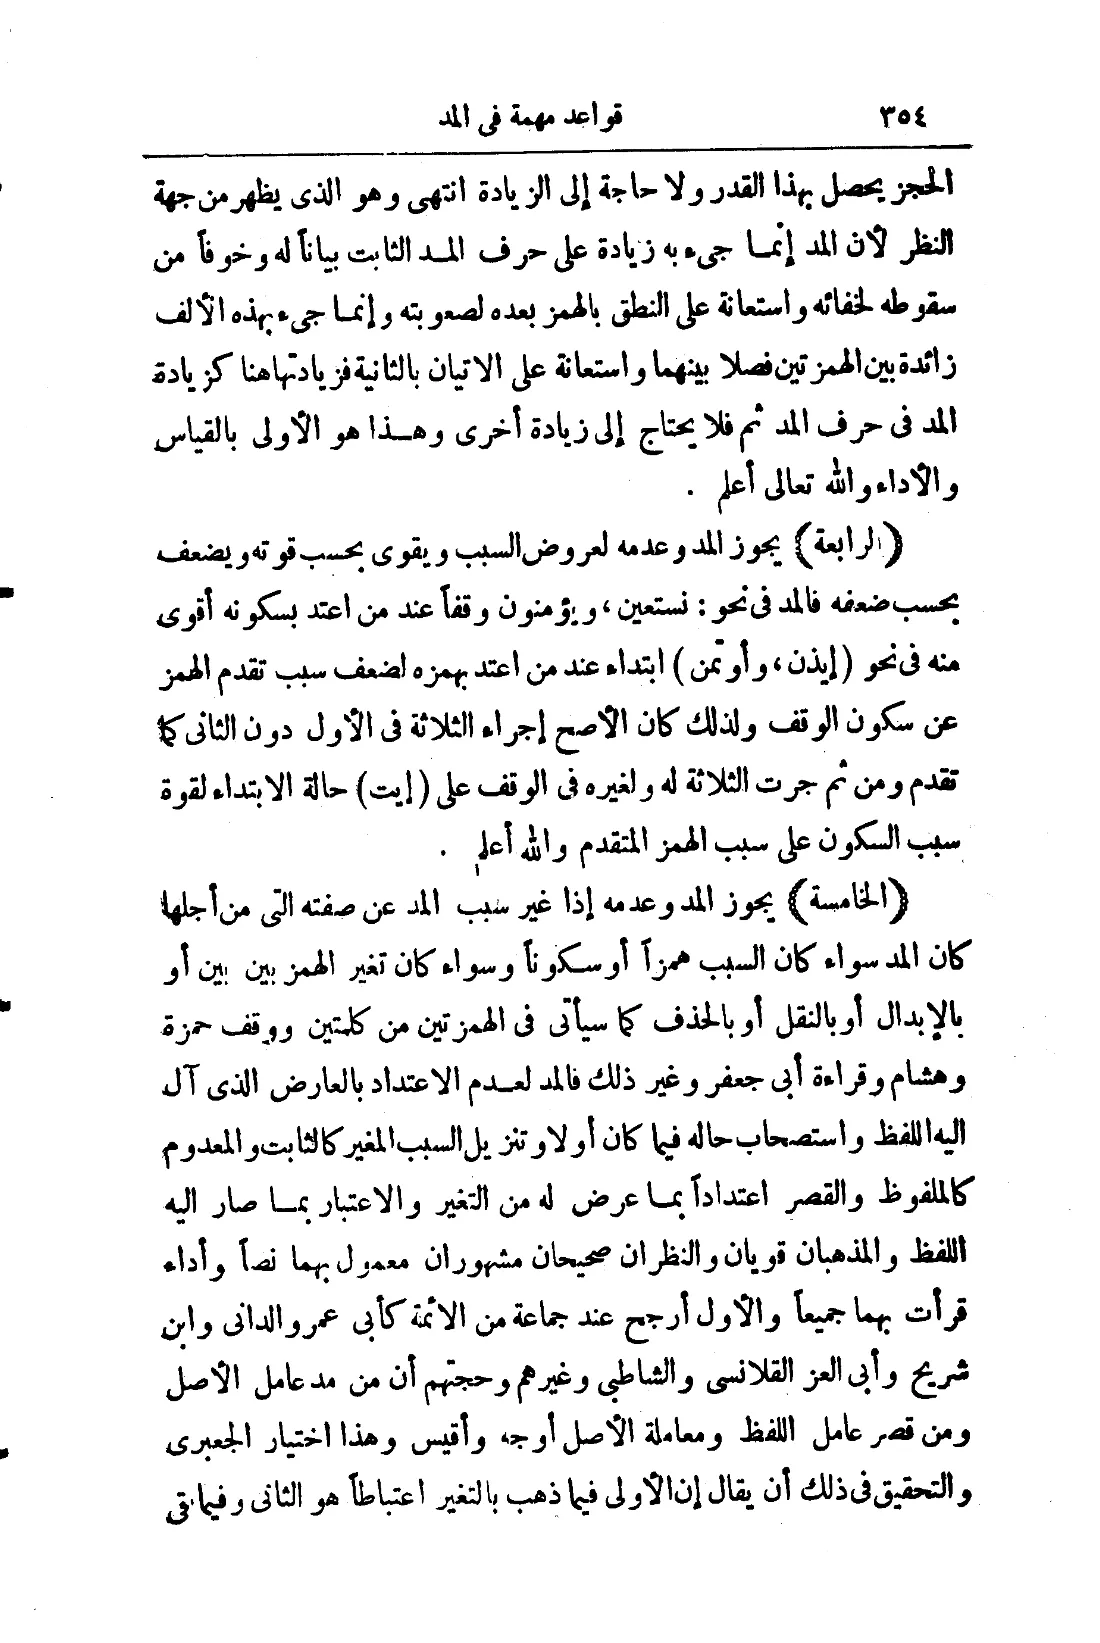 ٣٥٤ قواعد مهمة فى المد
الحجز يحصل بهذا القدر ولا حاجة إلى الزيادة انتهى وهو الذى يظهر من جهة
النظر لأن المد إنما جىء به زيادة على حرف المد الثابت بياناً له وخوفاً من
سقوطه لخفائه واستعانة على النطق بالهمز بعده لصعوبته وإنما جىء بهذه الألف
زائدة بين الهمزتين فصلا بينهما واستعانة على الاتيان بالثانية فزيادتها هنا كزيادة
المد فى حرف المد ثم فلا يحتاج إلى زيادة أخرى وهذا هو الأولى بالقياس
والأداء والله تعالى أعلم .
(الرابعة) يجوز المد وعدمه لعروض السبب ويقوى بحسب قوته ويضعف
بحسب ضعفه فالمد فى نحو : نستعين ، ويؤمنون وقفاً عند من اعتد بسكونه أقوى
منه فى نحو (إيذن ، وأوتمن) ابتداء عند من اعتد بهمزه لضعف سبب تقدم الهمز
عن سكون الوقف ولذلك كان الأصح إجراء الثلاثة فى الأول دون الثانى كما
تقدم ومن ثم جرت الثلاثة له ولغيره فى الوقف على (إيت) حالة الابتداء لقوة
سبب السكون على سبب الهمز المتقدم والله أعلم .
(الخامسة) يجوز المد وعدمه إذا غير سبب المد عن صفته التى من أجلها
كان المد سواء كان السبب همزاً أو سكوناً وسواء كان تغير الهمز بين بين أو
بالإبدال أو بالنقل أو بالحذف كما سيأتى فى الهمزتين من كلمتين ووقف حمزة
وهشام وقراءة أبى جعفر وغير ذلك فالمد لعدم الاعتداد بالعارض الذى آل
اليه اللفظ واستصحاب حاله فيما كان أولا وتنزيل السبب المغير كالثابت والمعدوم
كالملفوظ والقصر اعتداداً بما عرض له من التغير والاعتبار بما صار اليه
اللفظ والمذهبان قويان والنظران صحيحان مشهوران معمول بهما نصاً وأداء
قرأت بهما جميعاً والأول أرجح عند جماعة من الائمة كأبى عمرو الدانى وابن
شريح وأبى العز القلانسى والشاطبى وغيرهم وحجتهم أن من مد عامل الأصل
ومن قصر عامل اللفظ ومعاملة الأصل أوجه وأقيس وهذا اختيار الجعبرى
والتحقيق فى ذلك أن يقال إن الأولى فيما ذهب بالتغير اعتباطاً هو الثانى وفيما بقى